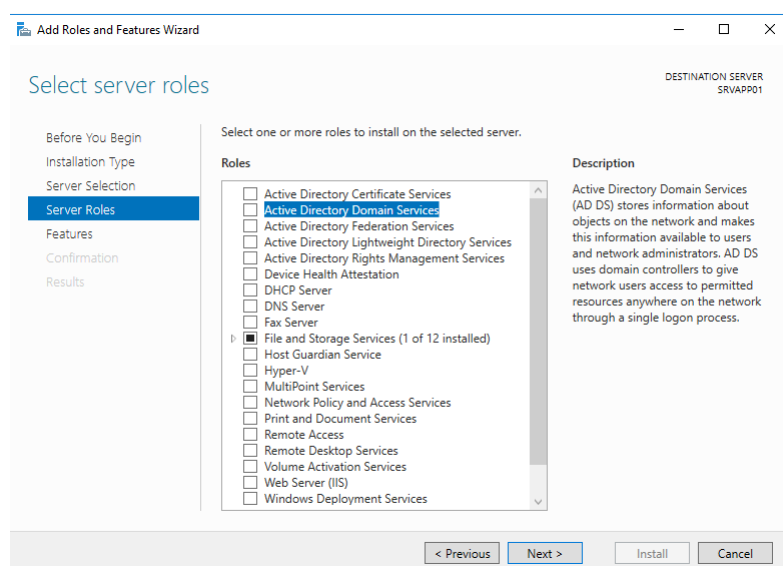 Add Roles and Features Wizard
Select server roles
DESTINATION SERVER
SRVAPP01
Before You Begin
Installation Type
Server Selection
Server Roles
Features
Confirmation
Results
Select one or more roles to install on the selected server.
Roles
Active Directory Certificate Services
Active Directory Domain Services
Active Directory Federation Services
Active Directory Lightweight Directory Services
Active Directory Rights Management Services
Device Health Attestation
DHCP Server
DNS Server
Fax Server
File and Storage Services (1 of 12 installed)
Host Guardian Service
Hyper-V
MultiPoint Services
Network Policy and Access Services
Print and Document Services
Remote Access
Remote Desktop Services
Volume Activation Services
Web Server (IIS)
Windows Deployment Services
Description
Active Directory Domain Services
(AD DS) stores information about
objects on the network and makes
this information available to users
and network administrators. AD DS
uses domain controllers to give
network users access to permitted
resources anywhere on the network
through a single logon process.
< Previous
Next >
Install
Cancel